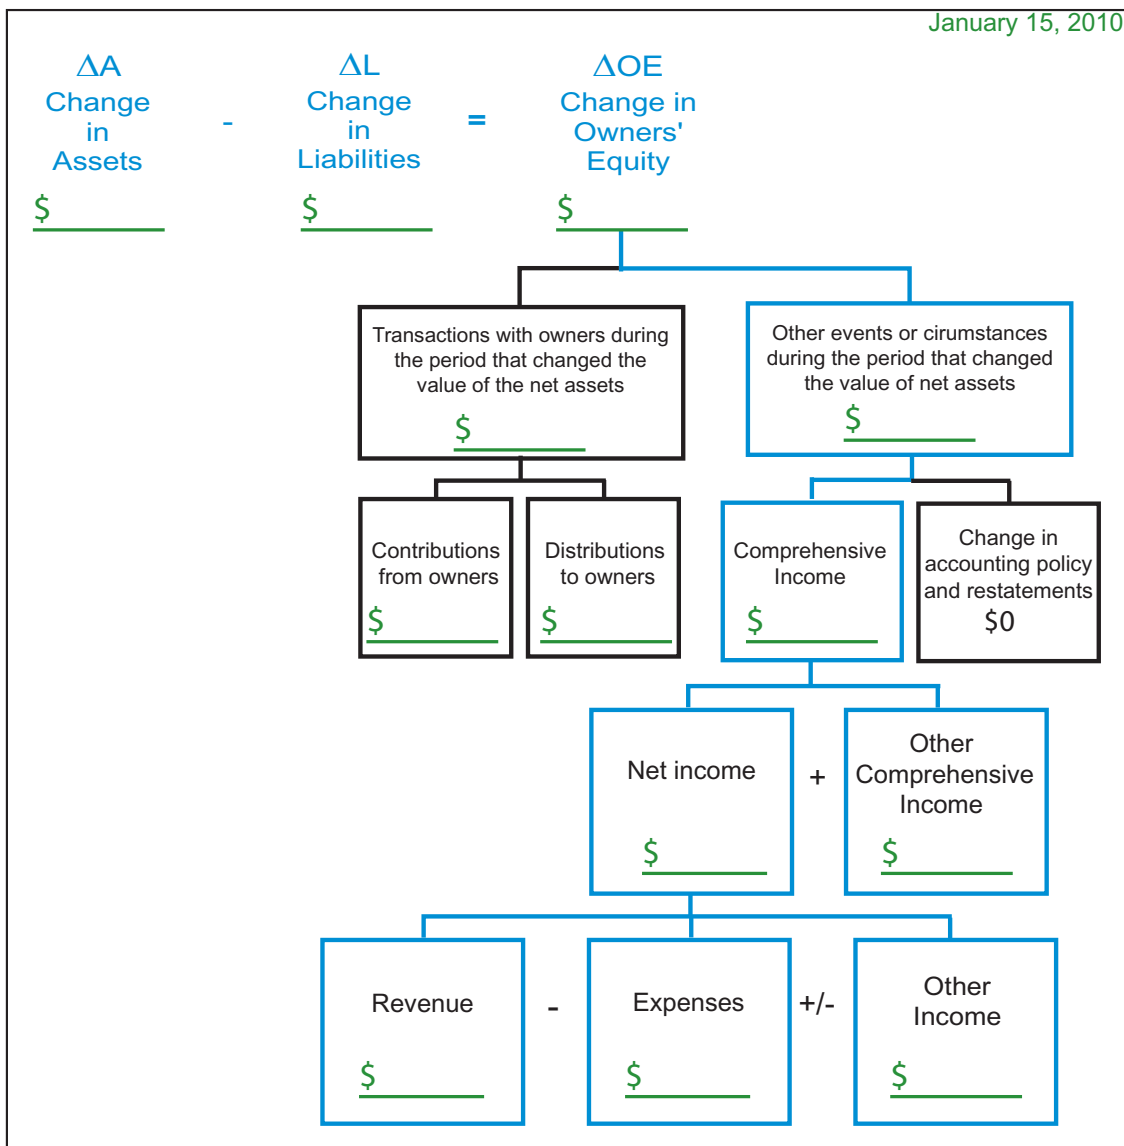 January 15, 2010
ΔA
Change
in
Assets
-
ΔL
Change
in
Liabilities
=
ΔOE
Change in
Owners'
Equity
$
$
$
Transactions with owners during
the period that changed the
value of the net assets
$
Other events or cirumstances
during the period that changed
the value of net assets
$
Contributions
from owners
$
Distributions
to owners
$
Comprehensive
Income
$
Change in
accounting policy
and restatements
$0
Net income
$
+
Other
Comprehensive
Income
$
Revenue
$
-
Expenses
$
+/-
Other
Income
$